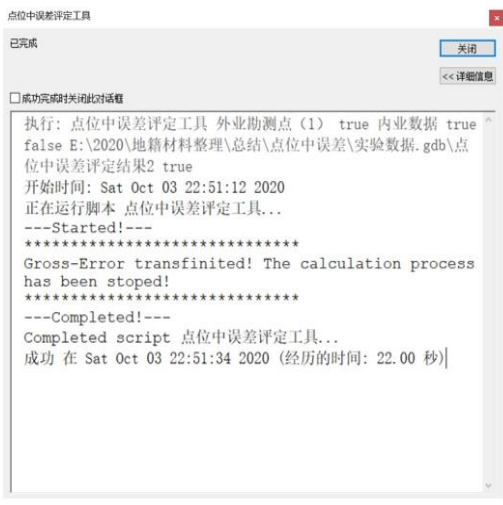 点位中误差评定工具
已完成
关闭
<< 详细信息
成功完成时关闭此对话框
执行: 点位中误差评定工具 外业勘测点（1） true 内业数据 true
false E:\2020\地籍材料整理\总结\点位中误差\实验数据.gdb\点
位中误差评定结果2 true
开始时间: Sat Oct 03 22:51:12 2020
正在运行脚本 点位中误差评定工具...
---Started!---
******************************
Gross-Error transfinited! The calculation process
has been stoped!
******************************
---Completed!---
Completed script 点位中误差评定工具...
成功 在 Sat Oct 03 22:51:34 2020 (经历的时间: 22.00 秒)